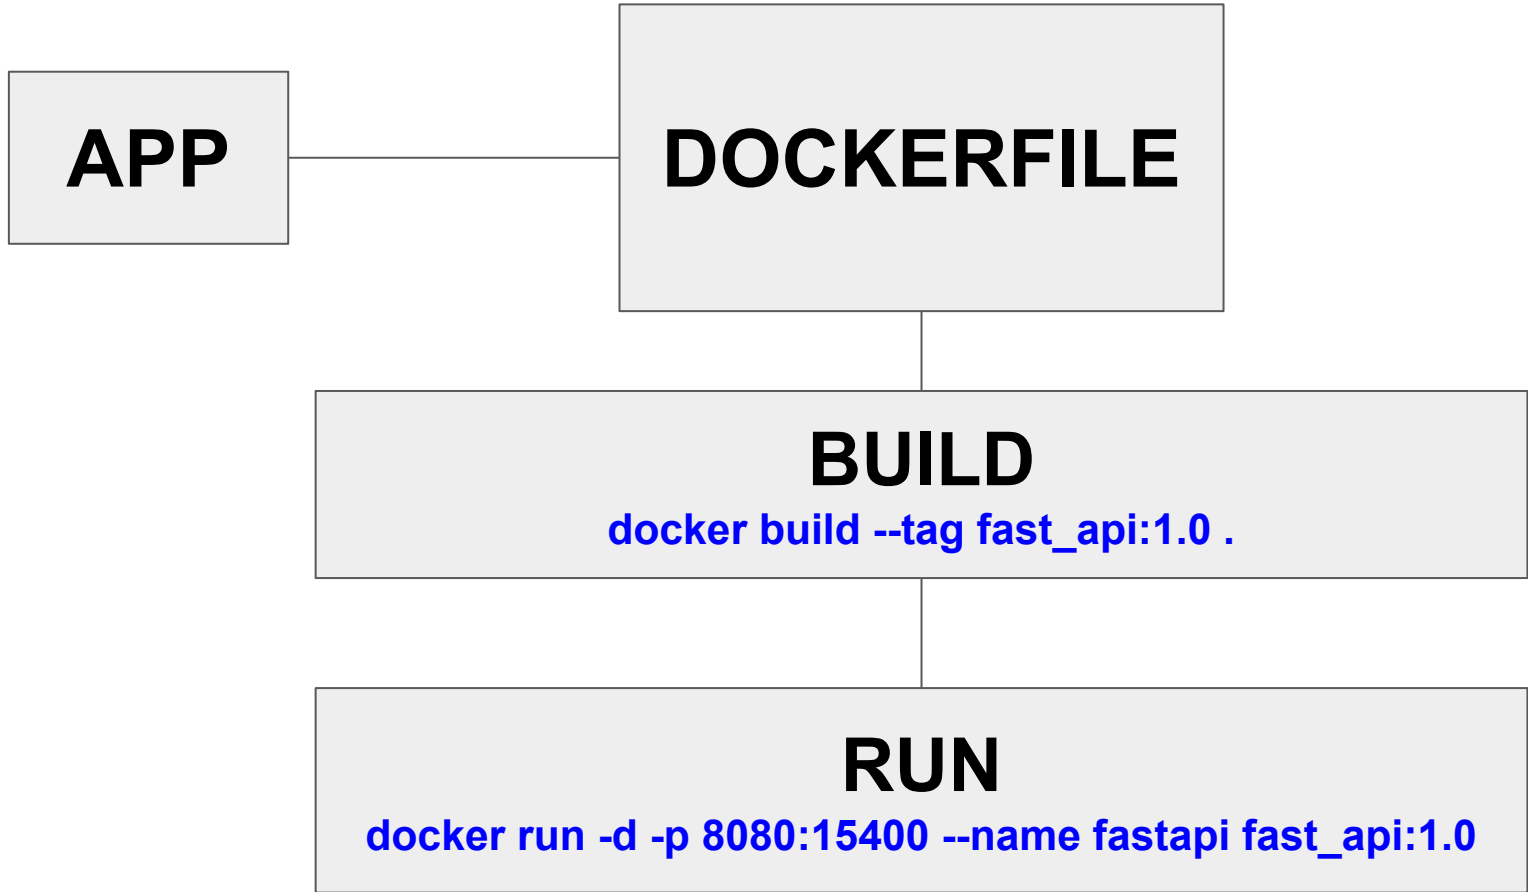 APP
DOCKERFILE
BUILD
docker build --tag fast_api:1.0 .
RUN
docker run -d -p 8080:15400 --name fastapi fast_api:1.0